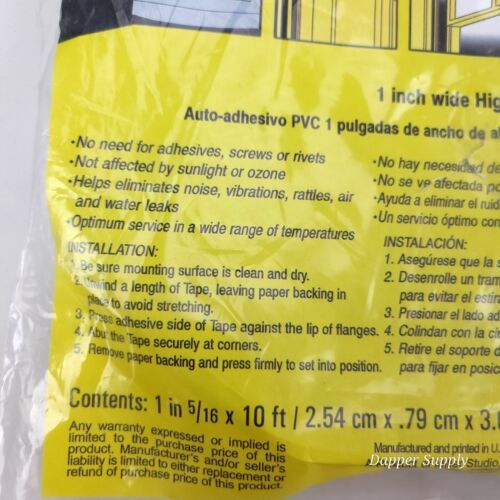 1 inch wide Hig
Auto-adhesivo PVC 1 pulgadas de ancho de al
•No need for adhesives, screws or rivets
•Not affected by sunlight or ozone
•Helps eliminates noise, vibrations, rattles, air
and water leaks
•Optimum service in a wide range of temperatures
INSTALLATION:
1. Be sure mounting surface is clean and dry.
2. Unwind a length of Tape, leaving paper backing in
place to avoid stretching.
3. Press adhesive side of Tape against the lip of flanges.
4. Abut the Tape securely at corners.
5. Remove paper backing and press firmly to set into position.
•No hay necesidad de
•No se ve afectada po
•Ayuda a eliminar el ruid
•Un servicio óptimo con
INSTALACIÓN:
1. Asegúrese que la s
2. Desenrolle un tram
para evitar el estir
3. Presionar el lado ad
4. Colindan con la ci
5. Retire el soporte d
para fijar en posic
Contents: 1 in 5/16 x 10 ft / 2.54 cm x .79 cm x 3.
Any warranty expressed or implied is
limited to the purchase price of this
product. Manufacturer's and/or seller's
liability is limited to either replacement or
refund of purchase price of this product.
Manufactured and printed in U.
Studio
Dapper Supply